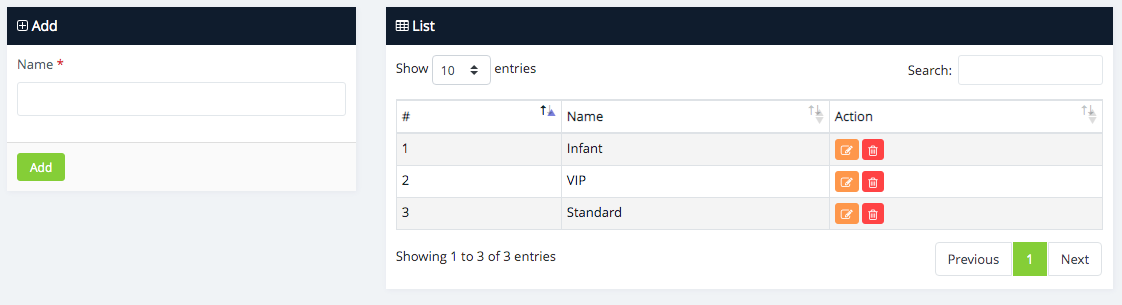 Add
Name *
Add
List
Show 10 entries
Search:
# Name Action
1 Infant
2 VIP
3 Standard
Showing 1 to 3 of 3 entries
Previous 1 Next